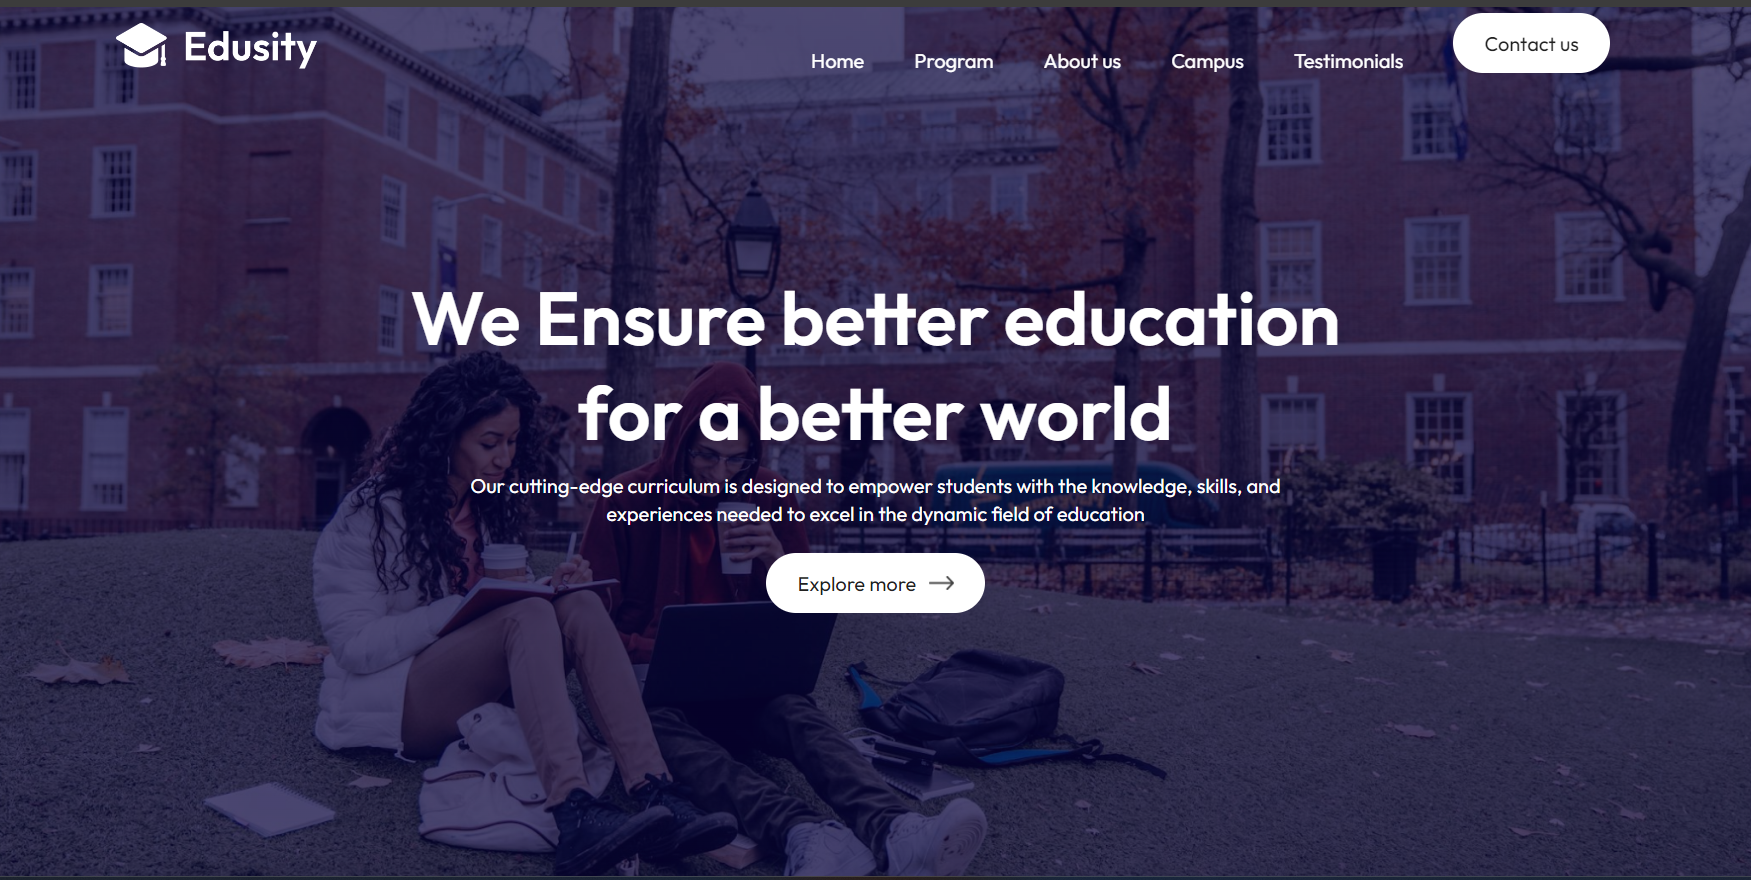 Edusity
Home Program About us Campus Testimonials Contact us
We Ensure better education
for a better world
Our cutting-edge curriculum is designed to empower students with the knowledge, skills, and
experiences needed to excel in the dynamic field of education
Explore more